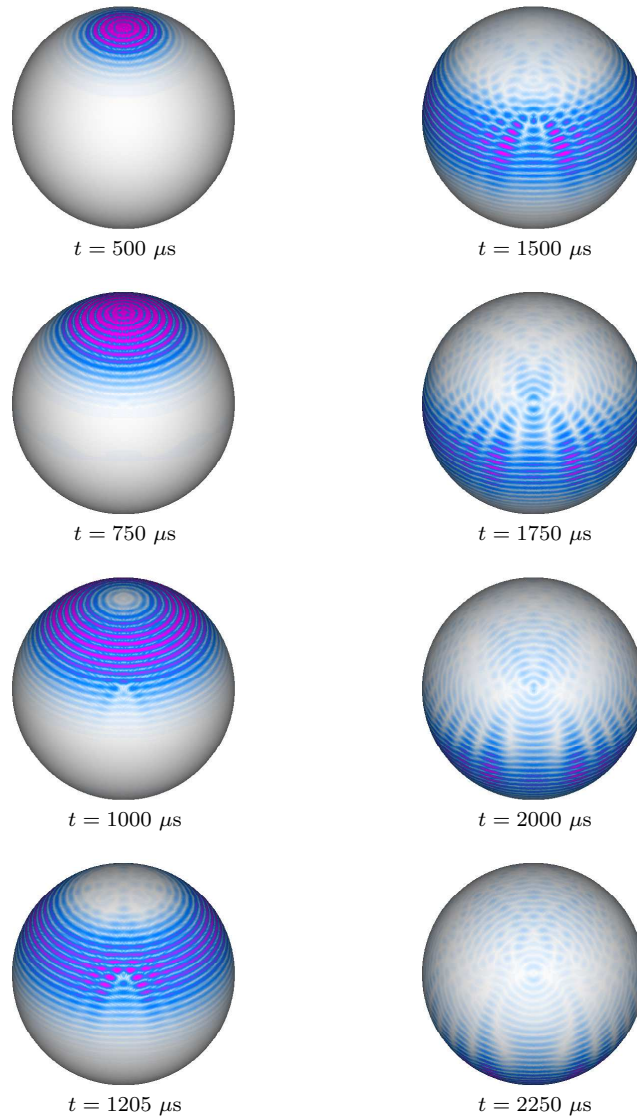 t = 500 μs
t = 750 μs
t = 1000 μs
t = 1205 μs
t = 1500 μs
t = 1750 μs
t = 2000 μs
t = 2250 μs